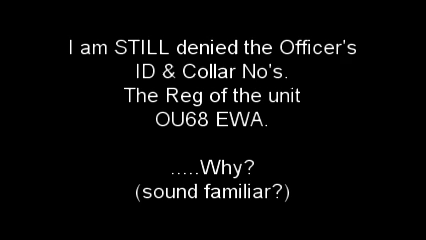 I am STILL denied the Officer's
ID & Collar No's.
The Reg of the unit
OU68 EWA.
.....Why?
(sound familiar?)